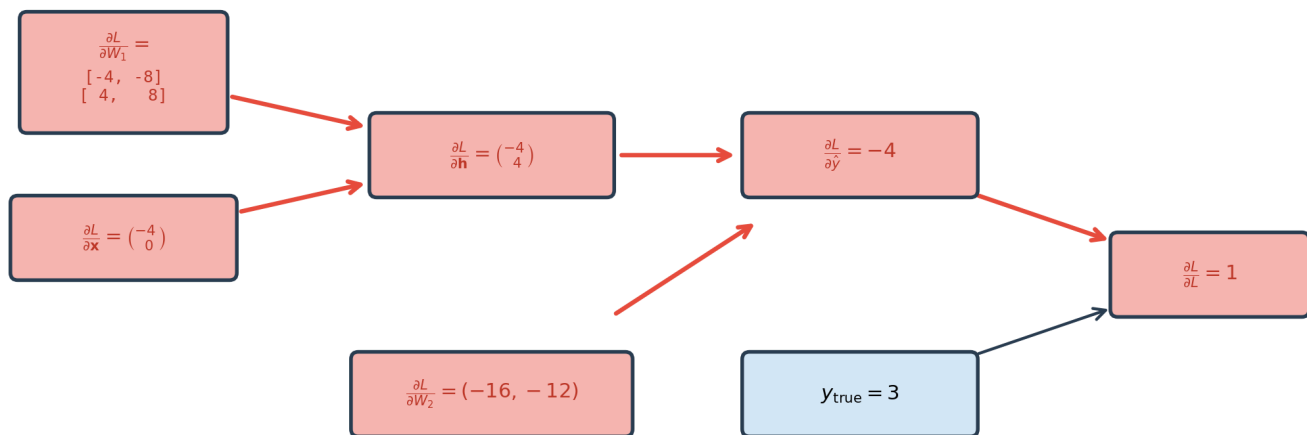 ∂L/∂W₁ =
[-4, -8]
[ 4,   8]
∂L/∂h = (−4 4)
∂L/∂ŷ = −4
∂L/∂x = (−4 0)
∂L/∂L = 1
∂L/∂W₂ = (−16, −12)
y_true = 3